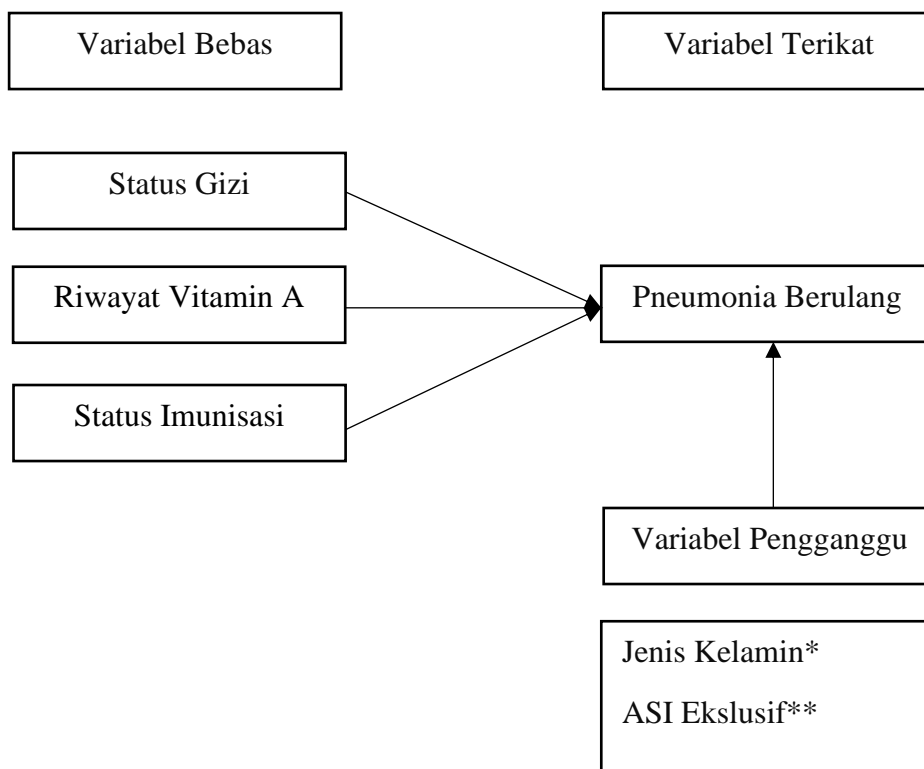 Variabel Bebas
Variabel Terikat
Status Gizi
Riwayat Vitamin A
Pneumonia Berulang
Status Imunisasi
Variabel Pengganggu
Jenis Kelamin*
ASI Ekslusif**